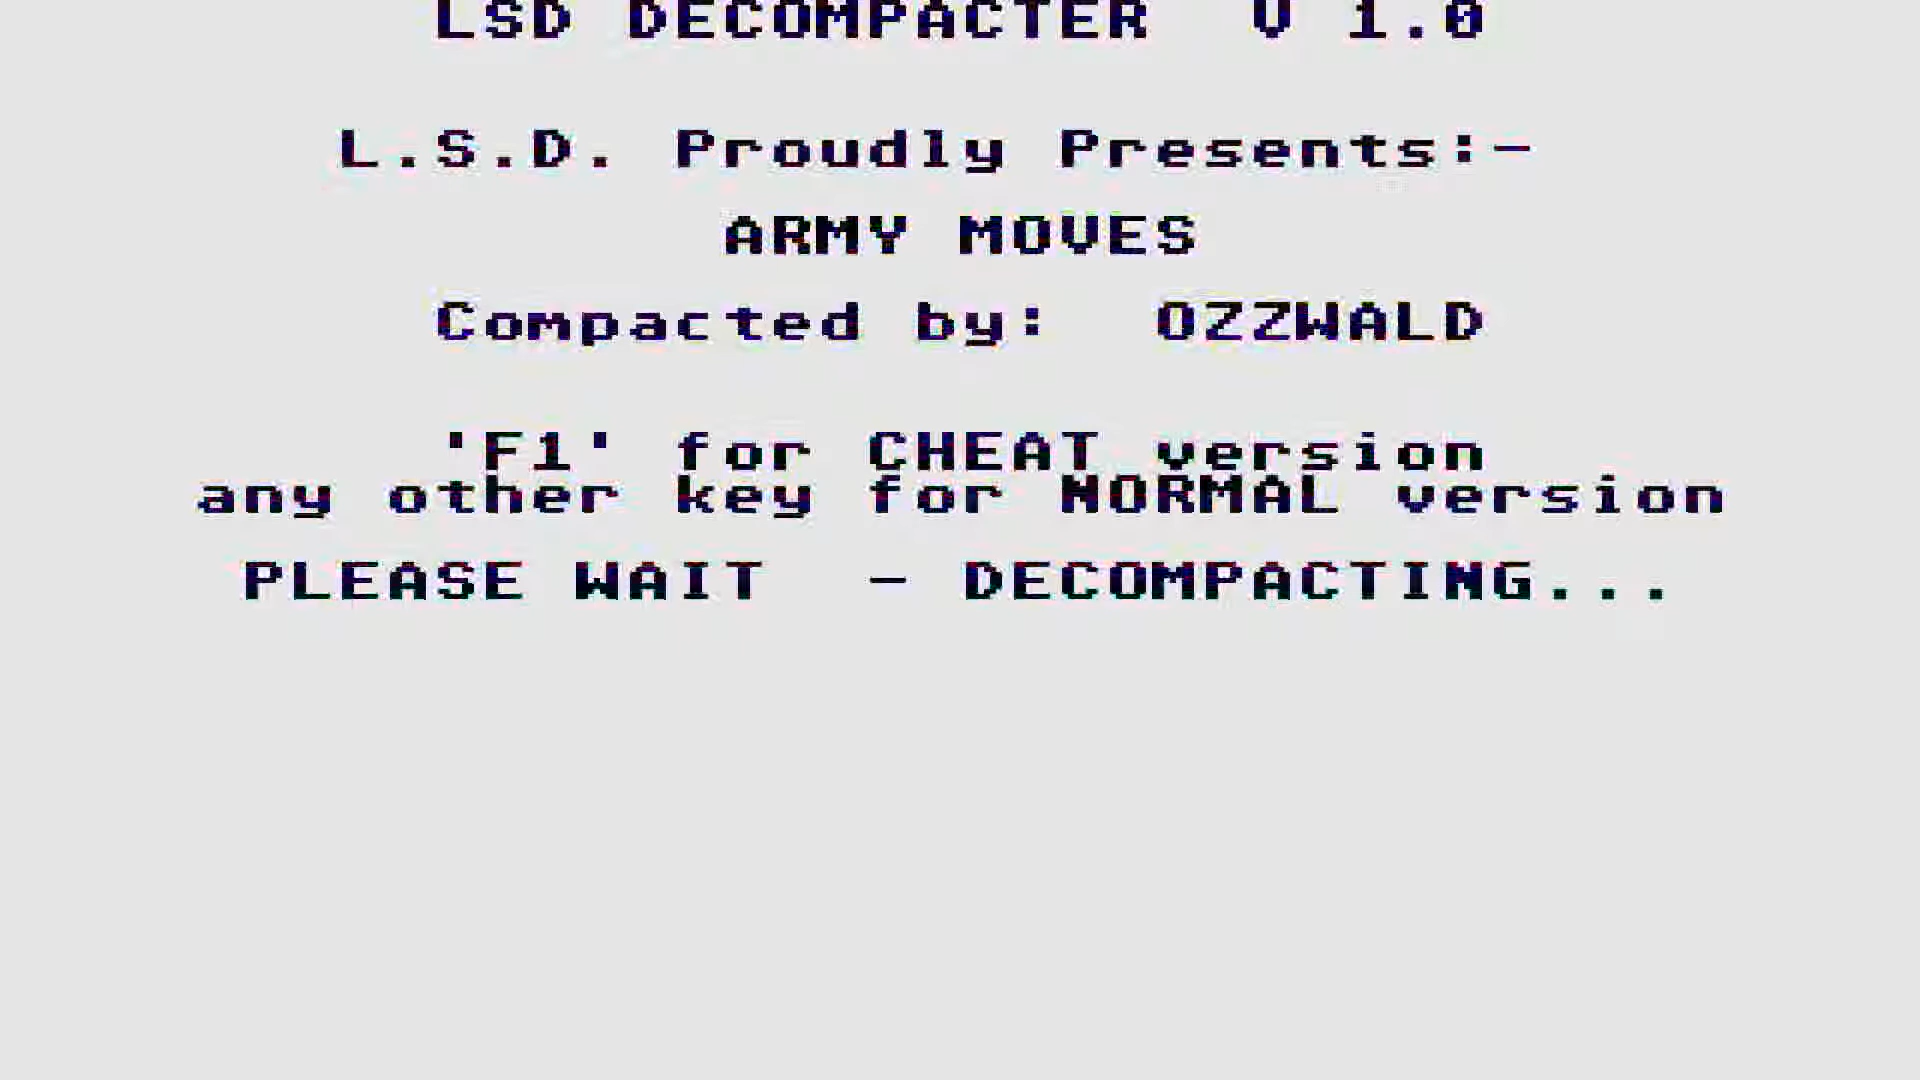 LSD DECOMPACTER V 1.0
L.S.D. Proudly Presents:-
ARMY MOVES
Compacted by: OZZWALD
'F1' for CHEAT version
any other key for NORMAL version
PLEASE WAIT - DECOMPACTING...